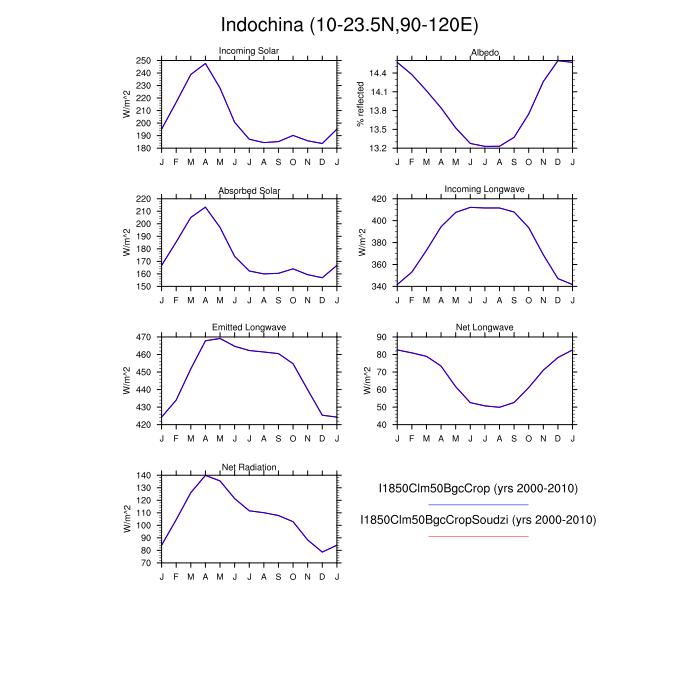 Indochina (10-23.5N,90-120E)
Incoming Solar
W/m^2
250
240
230
220
210
200
190
180
J F M A M J J A S O N D J
Albedo
% reflected
14.4
14.1
13.8
13.5
13.2
J F M A M J J A S O N D J
Absorbed Solar
W/m^2
220
210
200
190
180
170
160
150
J F M A M J J A S O N D J
Incoming Longwave
W/m^2
420
400
380
360
340
J F M A M J J A S O N D J
Emitted Longwave
W/m^2
470
460
450
440
430
420
J F M A M J J A S O N D J
Net Longwave
W/m^2
90
80
70
60
50
40
J F M A M J J A S O N D J
Net Radiation
W/m^2
140
130
120
110
100
90
80
70
J F M A M J J A S O N D J
I1850Clm50BgcCrop (yrs 2000-2010)
I1850Clm50BgcCropSoudzi (yrs 2000-2010)